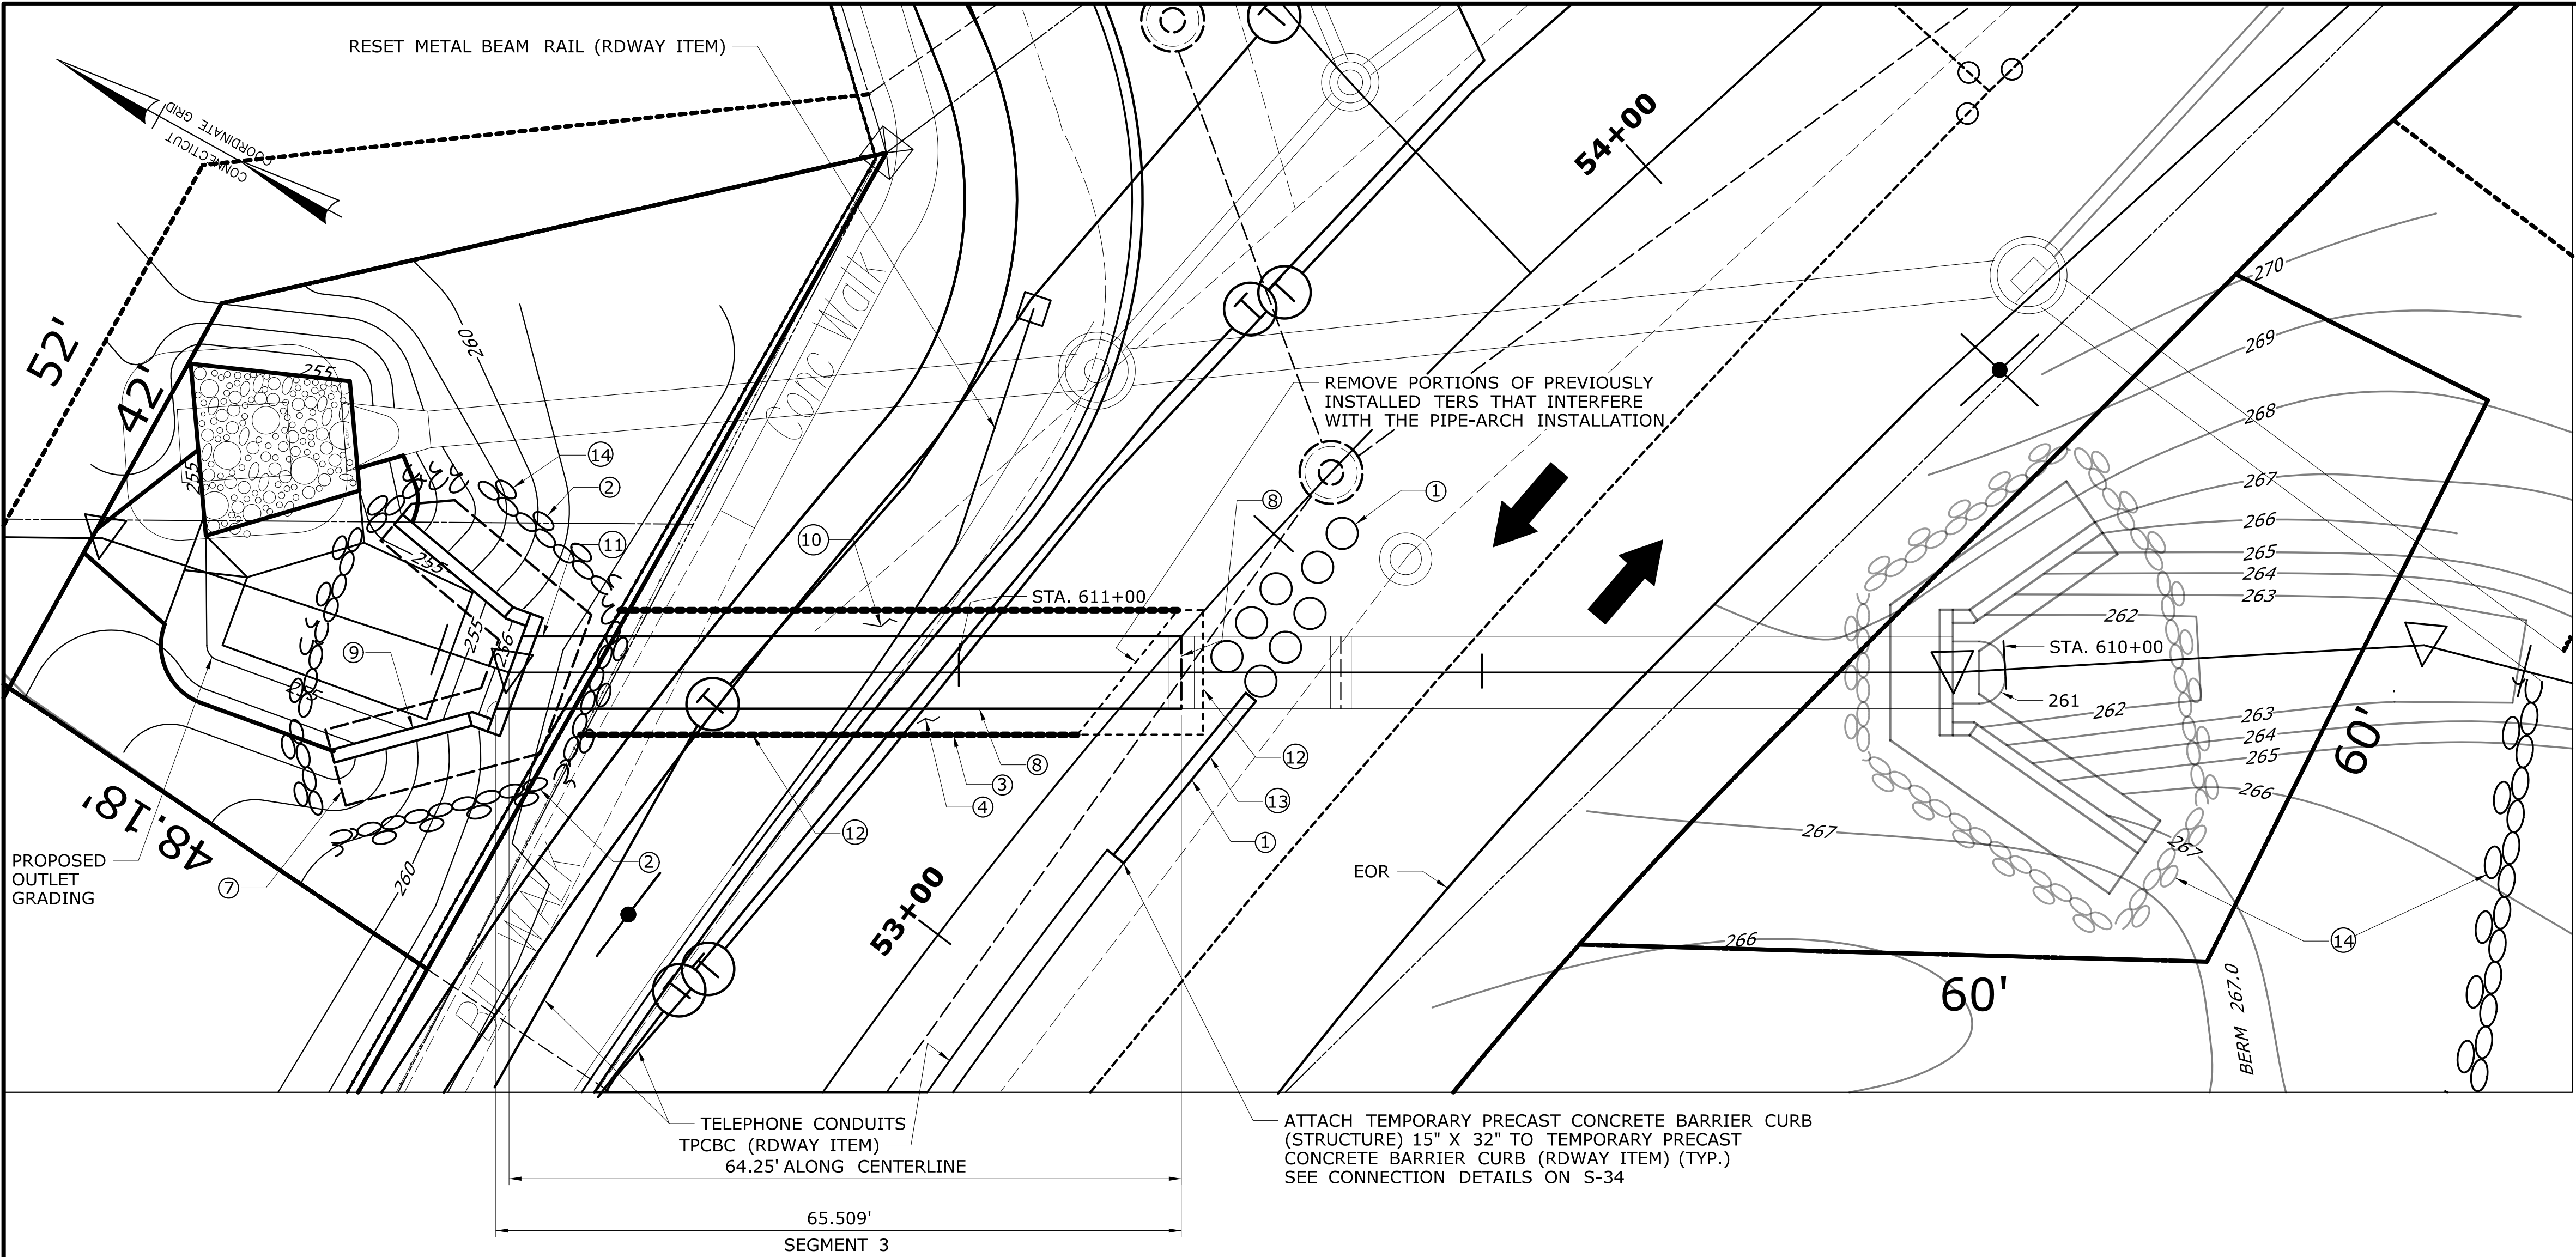 RESET METAL BEAM RAIL (RDWAY ITEM)
CONNECTICUT
COORDINATE GRID
54+00
52'
42'
260
255
255
Conc Walk
REMOVE PORTIONS OF PREVIOUSLY
INSTALLED TERS THAT INTERFERE
WITH THE PIPE-ARCH INSTALLATION
270
269
268
267
266
265
264
263
262
14
2
11
10
8
1
T
T
T
255
255
256
255
9
STA. 611+00
STA. 610+00
261
262
263
264
265
266
267
267
60'
T
8
3
4
12
12
13
1
2
7
48.18'
PROPOSED
OUTLET
GRADING
260
BIT WALK
53+00
T
T
EOR
14
266
60'
BERM 267.0
TELEPHONE CONDUITS
TPCBC (RDWAY ITEM)
64.25' ALONG CENTERLINE
65.509'
SEGMENT 3
ATTACH TEMPORARY PRECAST CONCRETE BARRIER CURB
(STRUCTURE) 15" X 32" TO TEMPORARY PRECAST
CONCRETE BARRIER CURB (RDWAY ITEM) (TYP.)
SEE CONNECTION DETAILS ON S-34